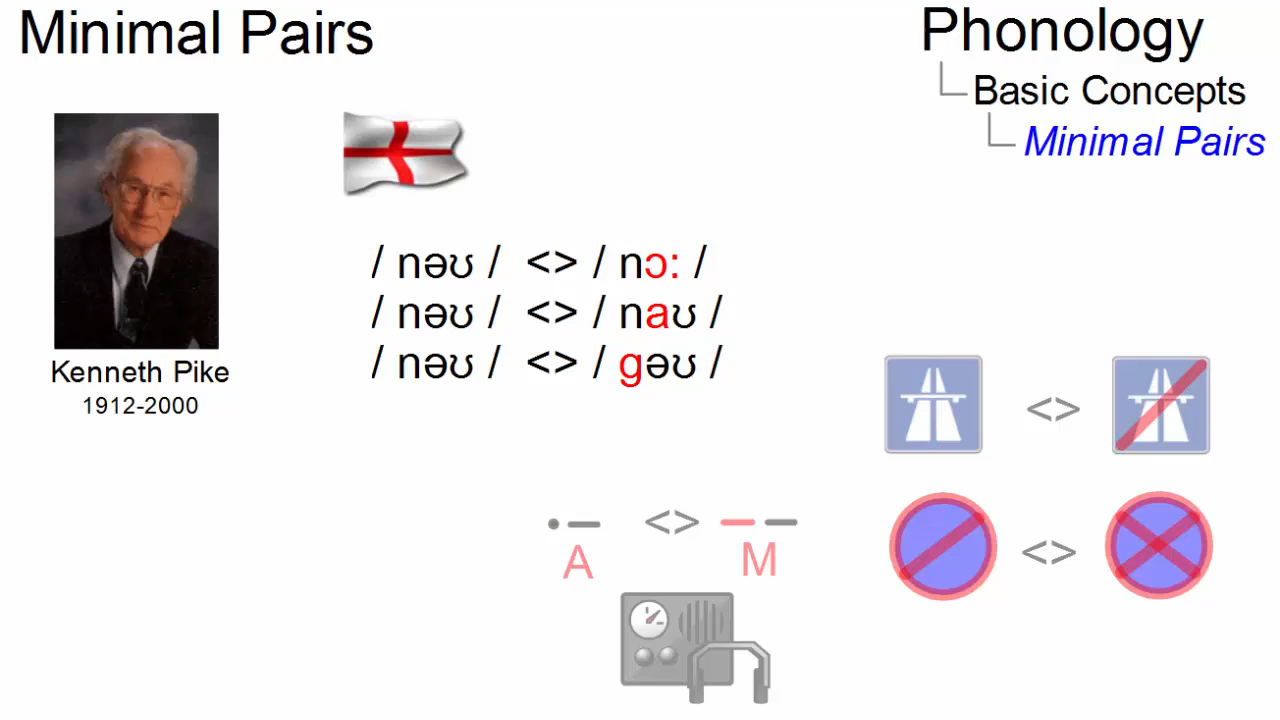 Minimal Pairs
Phonology
Basic Concepts
Minimal Pairs
/ nəʊ / <> / nɔ: /
/ nəʊ / <> / naʊ /
/ nəʊ / <> / gəʊ /
Kenneth Pike
1912-2000
<>
<>
<>
A M